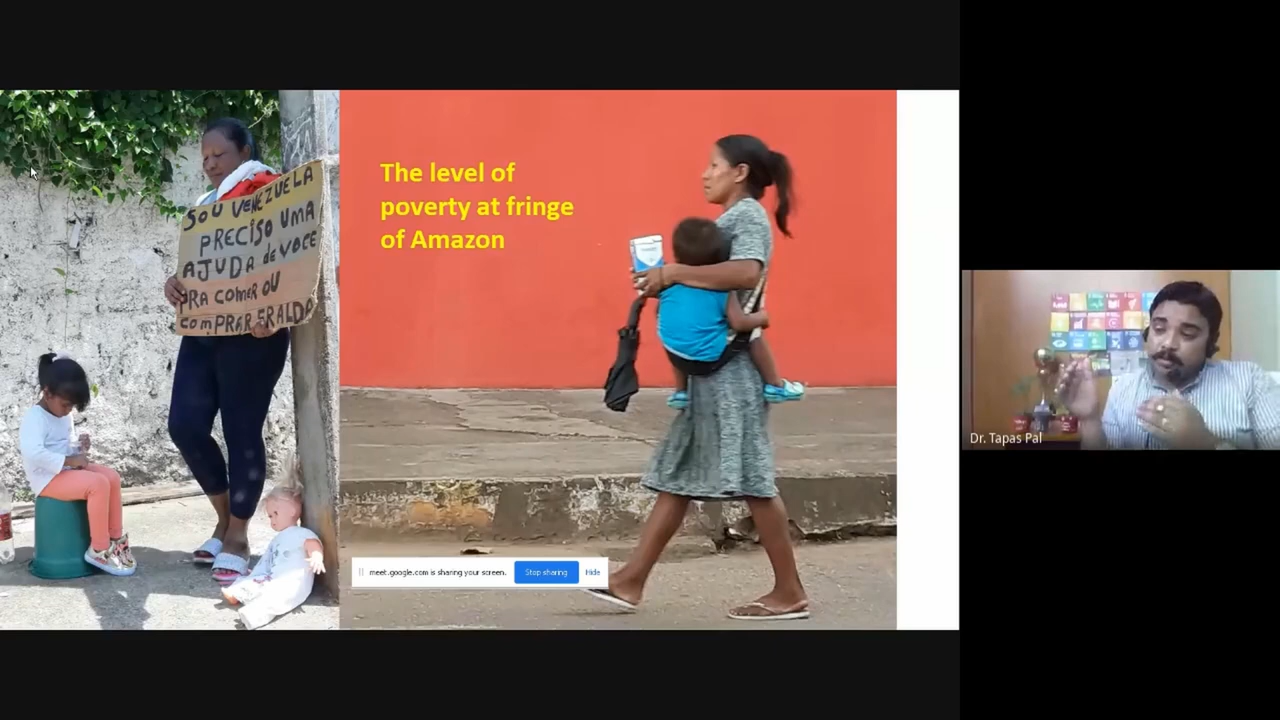 SOU VENEZUELA
PRECISO UMA
AJUDA de VOCE
PRA COMER OU
COMPRAR FRALDA
The level of
poverty at fringe
of Amazon
meet.google.com is sharing your screen.
Stop sharing
Hide
Dr. Tapas Pal